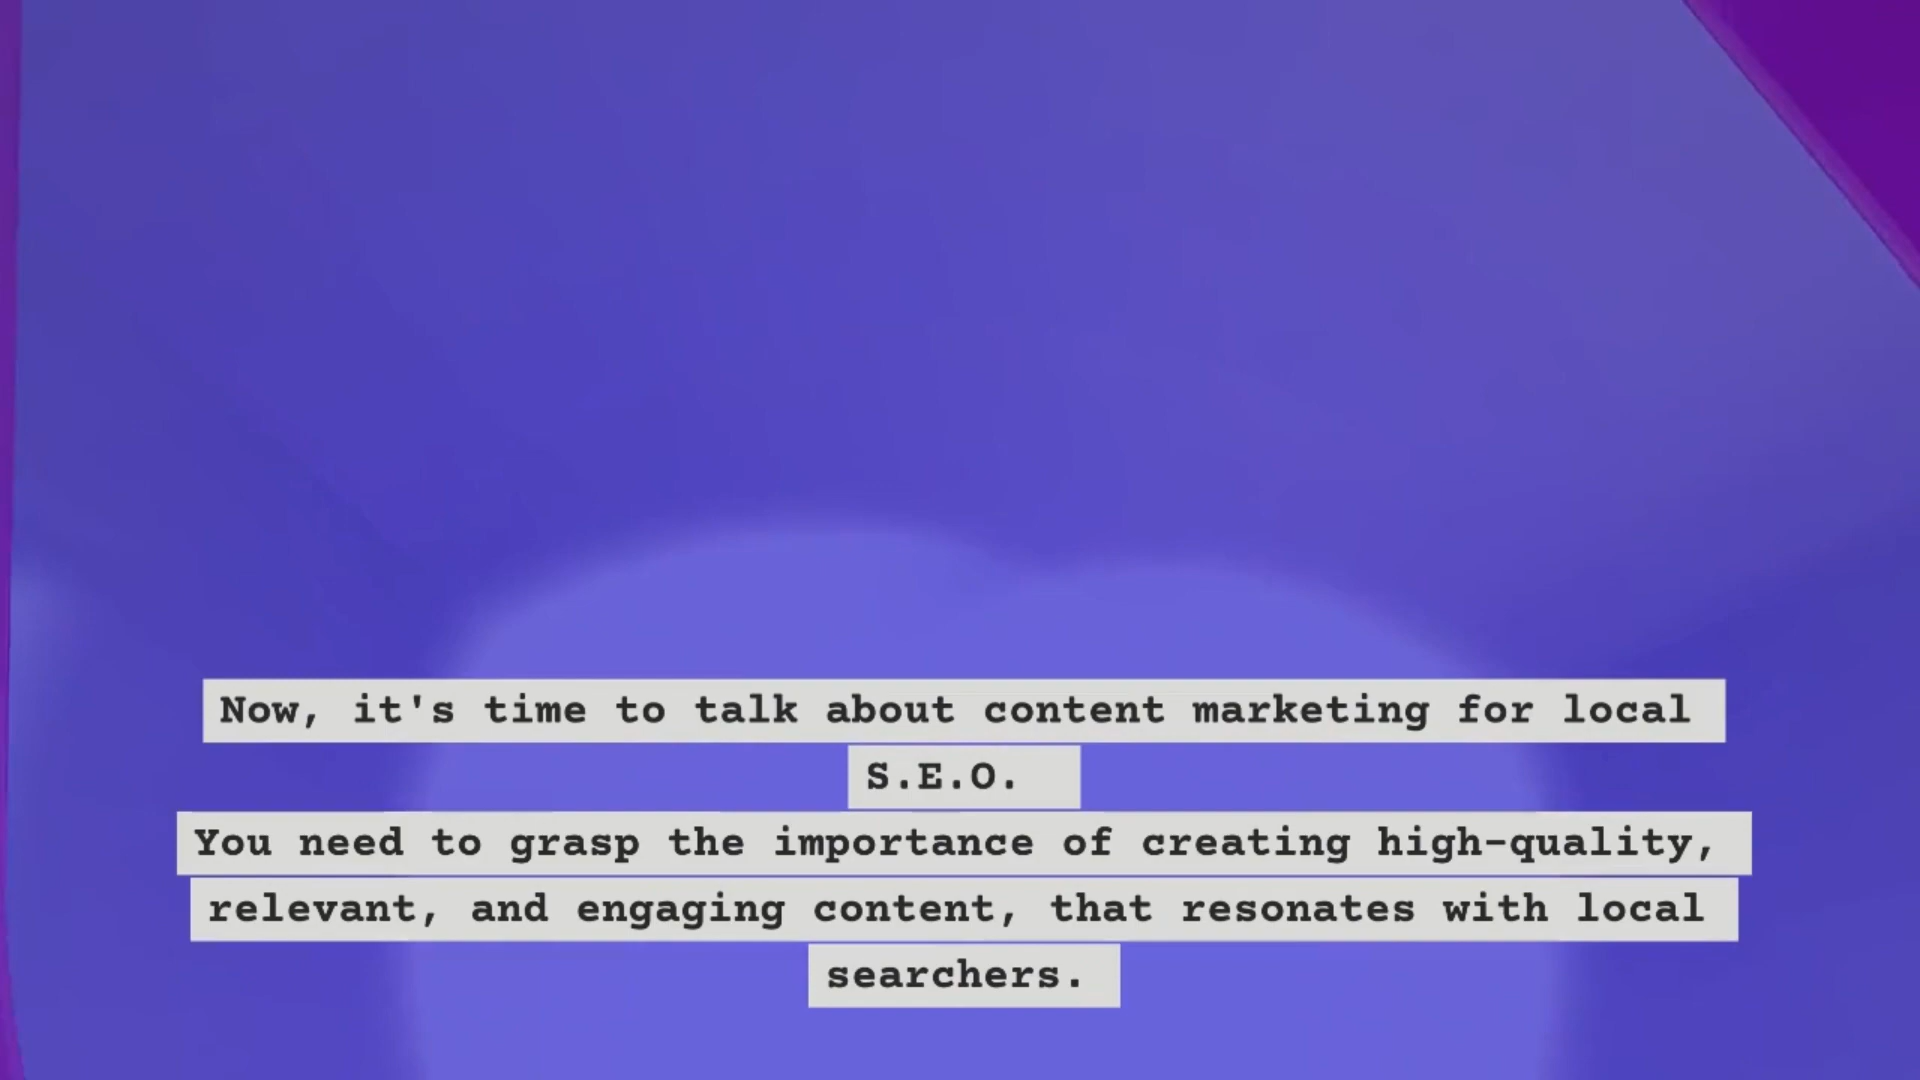 Now, it's time to talk about content marketing for local
S.E.O.
You need to grasp the importance of creating high-quality,
relevant, and engaging content, that resonates with local
searchers.